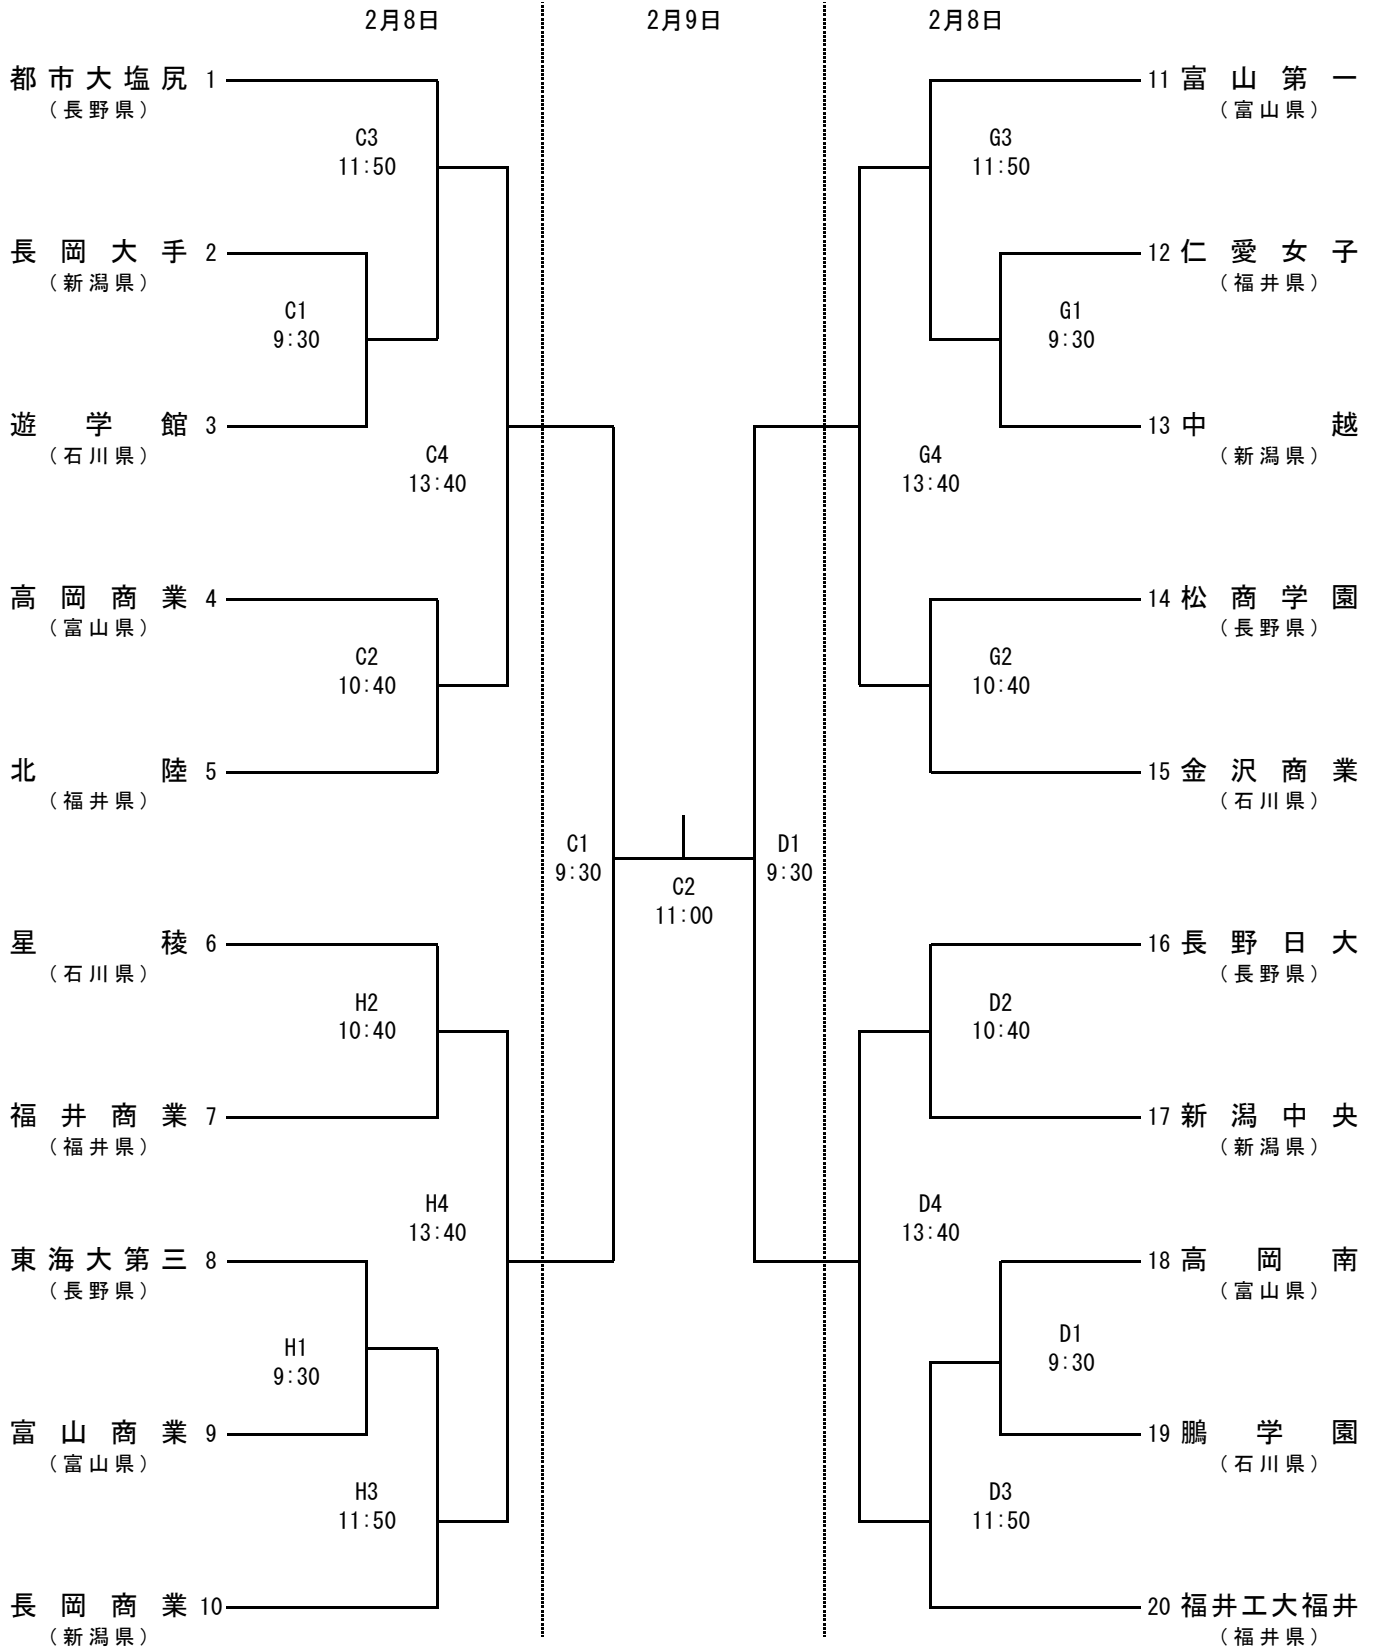 2月8日 2月9日 2月8日
都市大塩尻 1
(長野県)
C3
11:50
長岡大手 2
(新潟県)
C1
9:30
遊学館 3
(石川県)
C4
13:40
高岡商業 4
(富山県)
C2
10:40
北陸 5
(福井県)
星稜 6
(石川県)
H2
10:40
福井商業 7
(福井県)
H4
13:40
東海大第三 8
(長野県)
H1
9:30
富山商業 9
(富山県)
H3
11:50
長岡商業 10
(新潟県)
C1
9:30
C2
11:00
D1
9:30
11 富山第一
(富山県)
G3
11:50
12 仁愛女子
(福井県)
G1
9:30
13 中越
(新潟県)
G4
13:40
14 松商学園
(長野県)
G2
10:40
15 金沢商業
(石川県)
16 長野日大
(長野県)
D2
10:40
17 新潟中央
(新潟県)
D4
13:40
18 高岡南
(富山県)
D1
9:30
19 鵬学園
(石川県)
D3
11:50
20 福井工大福井
(福井県)